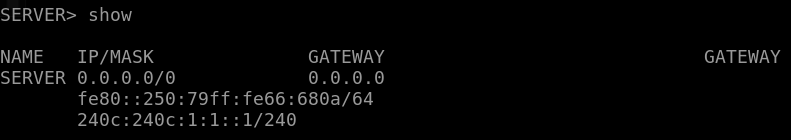 SERVER> show
NAME IP/MASK GATEWAY GATEWAY
SERVER 0.0.0.0/0 0.0.0.0
fe80::250:79ff:fe66:680a/64
240c:240c:1:1::1/240